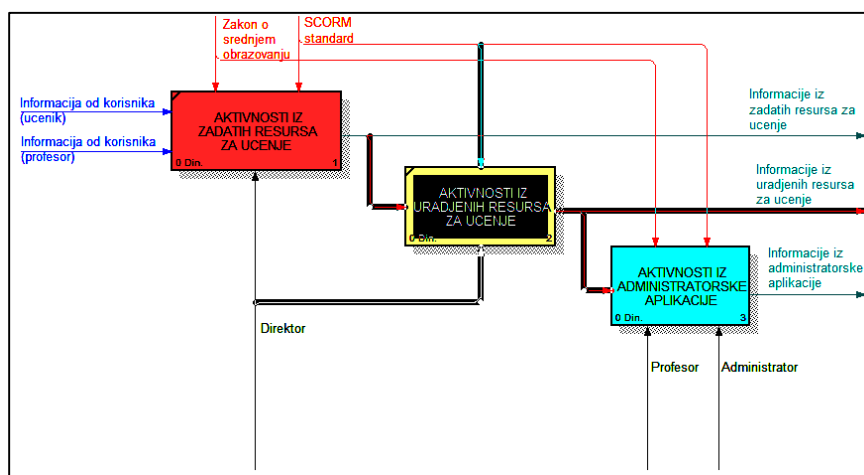 Zakon o
srednjem
obrazovanju
SCORM
standard
Informacija od korisnika
(ucenik)
Informacija od korisnika
(profesor)
AKTIVNOSTI IZ
ZADATIH RESURSA
ZA UCENJE
0 Din.
1
Informacije iz
zadatih resursa za
ucenje
AKTIVNOSTI IZ
URADJENIH RESURSA
ZA UCENJE
0 Din.
2
Informacije iz
uradjenih resursa
za ucenje
AKTIVNOSTI IZ
ADMINISTRATORSKE
APLIKACIJE
0 Din.
3
Informacije iz
administratorske
aplikacije
Direktor
Profesor
Administrator